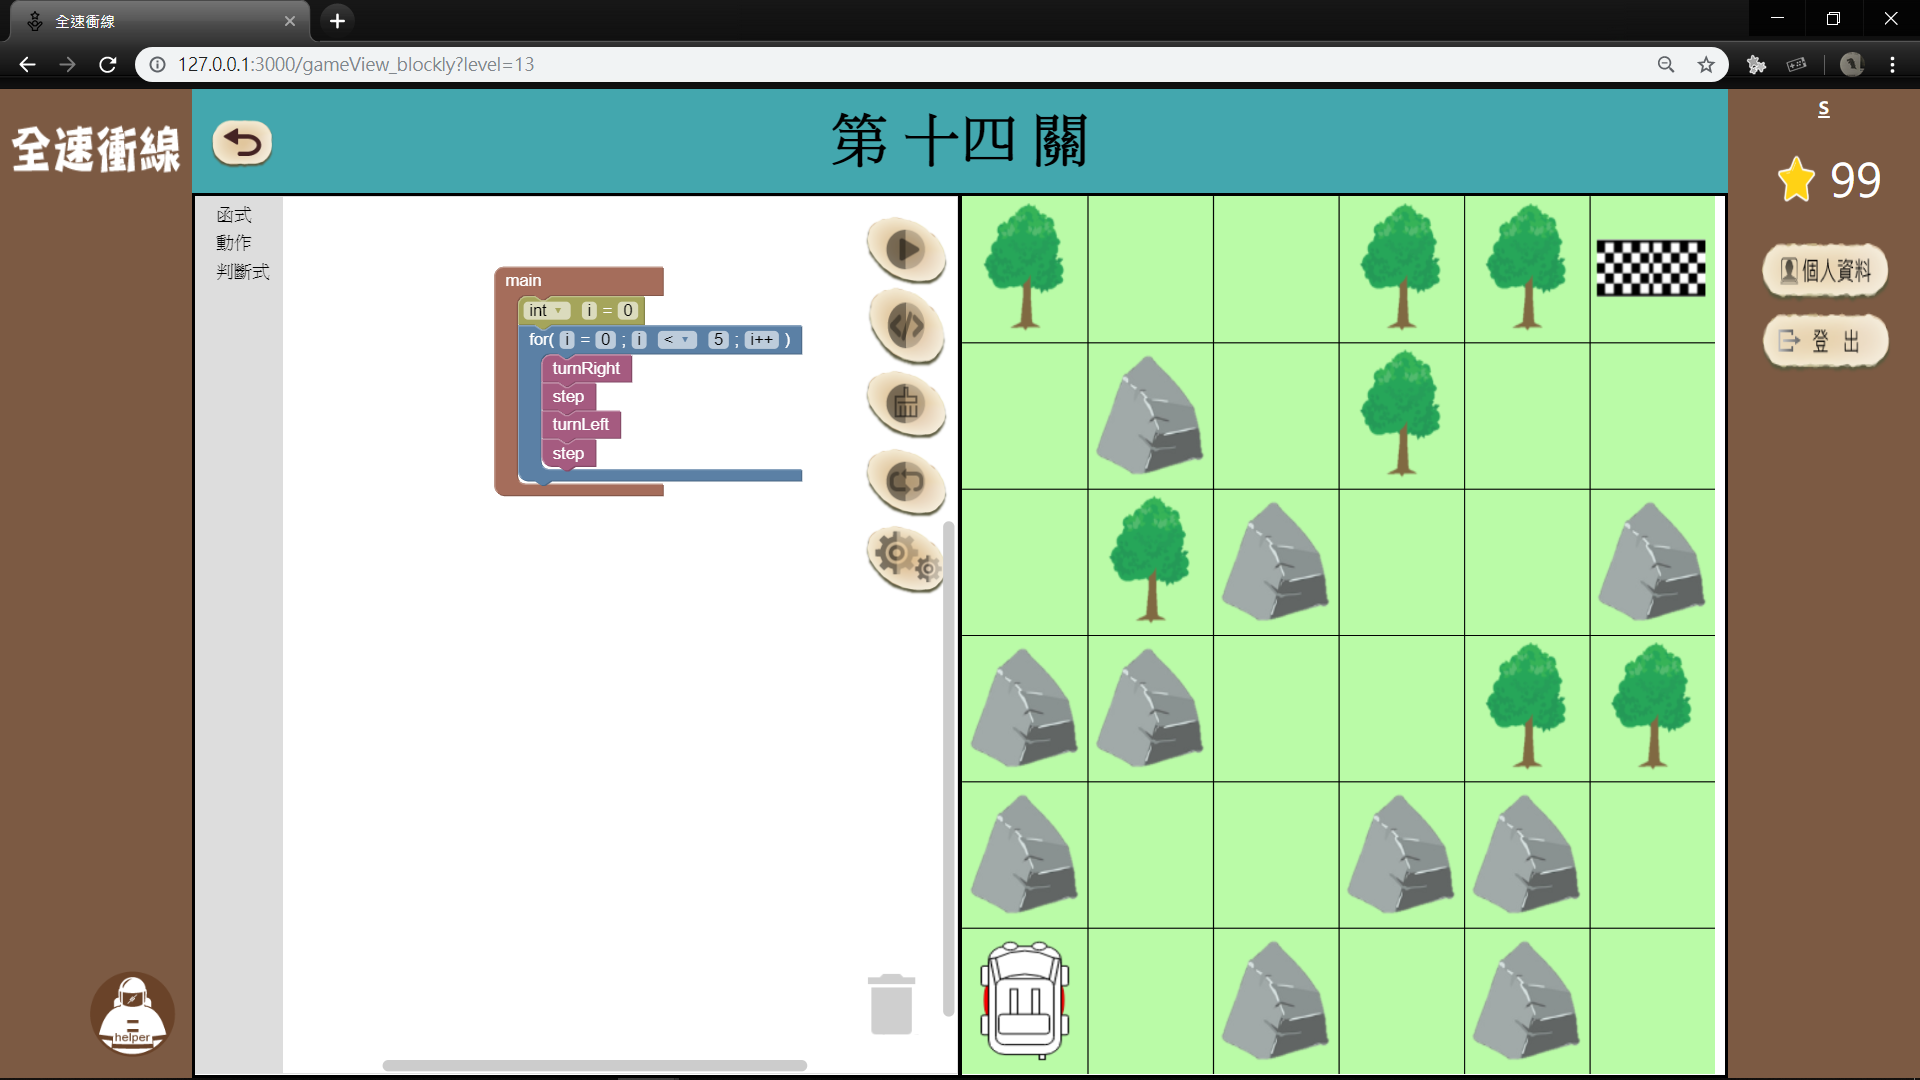 全速衝線
127.0.0.1:3000/gameView_blockly?level=13
全速衝線
第 十四 關
s
99
個人資料
登 出
函式
動作
判斷式
main
int i = 0
for( i = 0 ; i < 5 ; i++ )
turnRight
step
turnLeft
step
helper